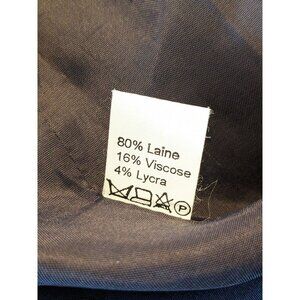 80% Laine
16% Viscose
4% Lycra
P